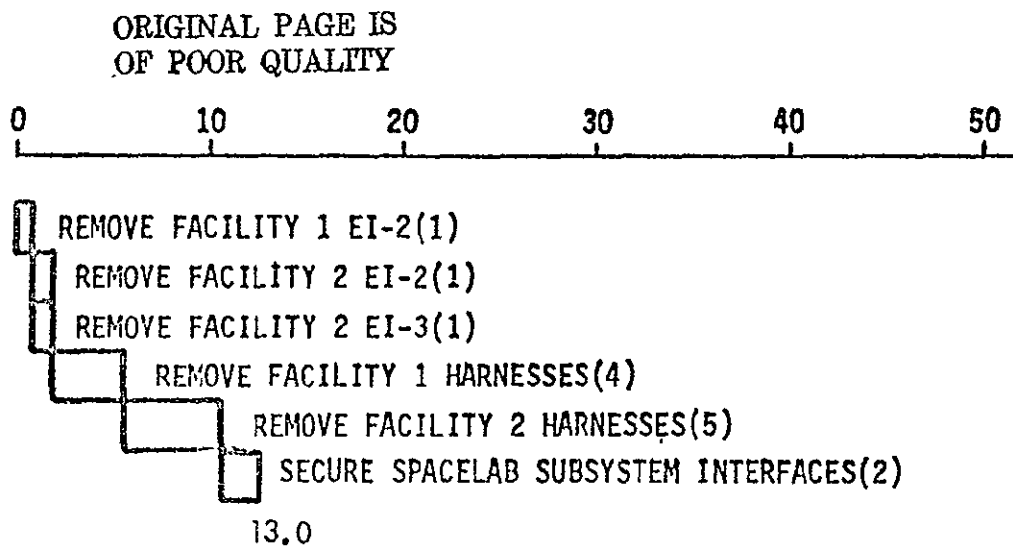 ORIGINAL PAGE IS
OF POOR QUALITY
0 10 20 30 40 50
REMOVE FACILITY 1 EI-2(1)
REMOVE FACILITY 2 EI-2(1)
REMOVE FACILITY 2 EI-3(1)
REMOVE FACILITY 1 HARNESSES(4)
REMOVE FACILITY 2 HARNESSES(5)
SECURE SPACELAB SUBSYSTEM INTERFACES(2)
13.0